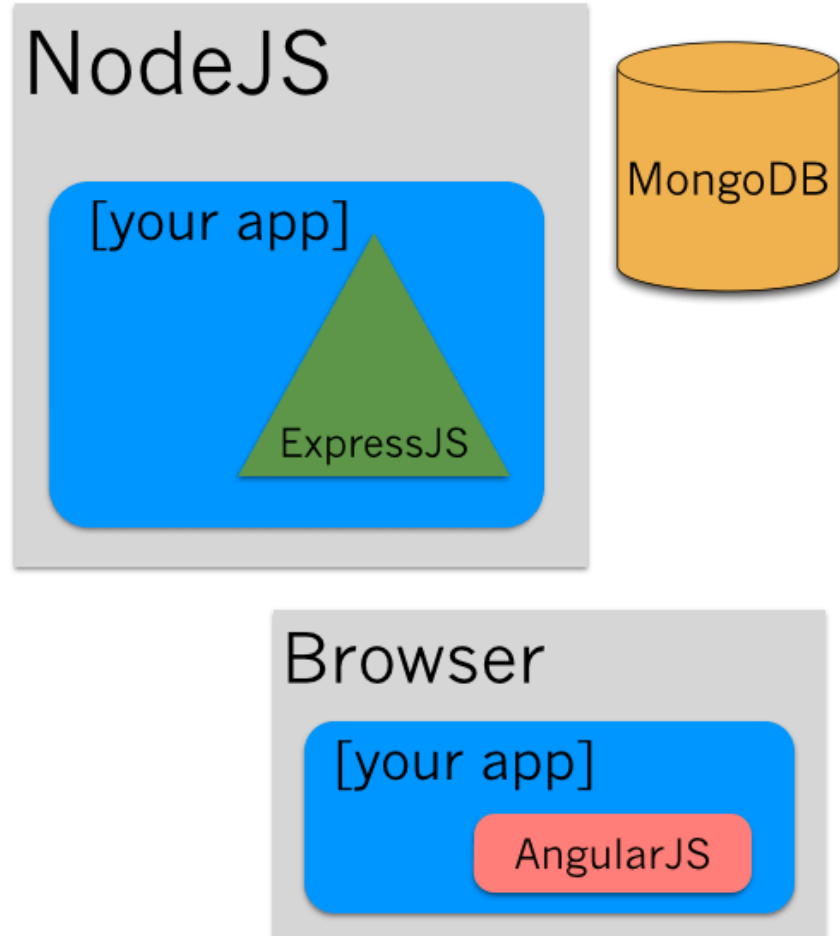 NodeJS
MongoDB
[your app]
ExpressJS
Browser
[your app]
AngularJS